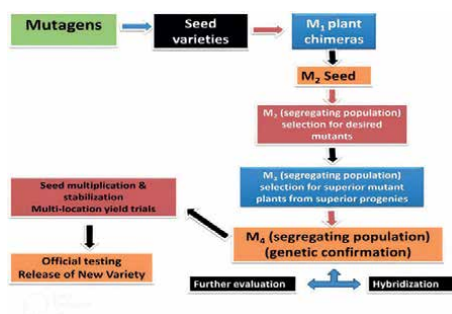 Mutagens
Seed
varieties
M₁ plant
chimeras
M₂ Seed
(segregating population)
selection for desired
mutants
(segregating population)
selection for superior mutant
plants from superior progenies
M₄ (segregating population)
(genetic confirmation)
Further evaluation
Hybridization
Seed multiplication &
stabilization
Multi-location yield trials
Official testing
Release of New Variety